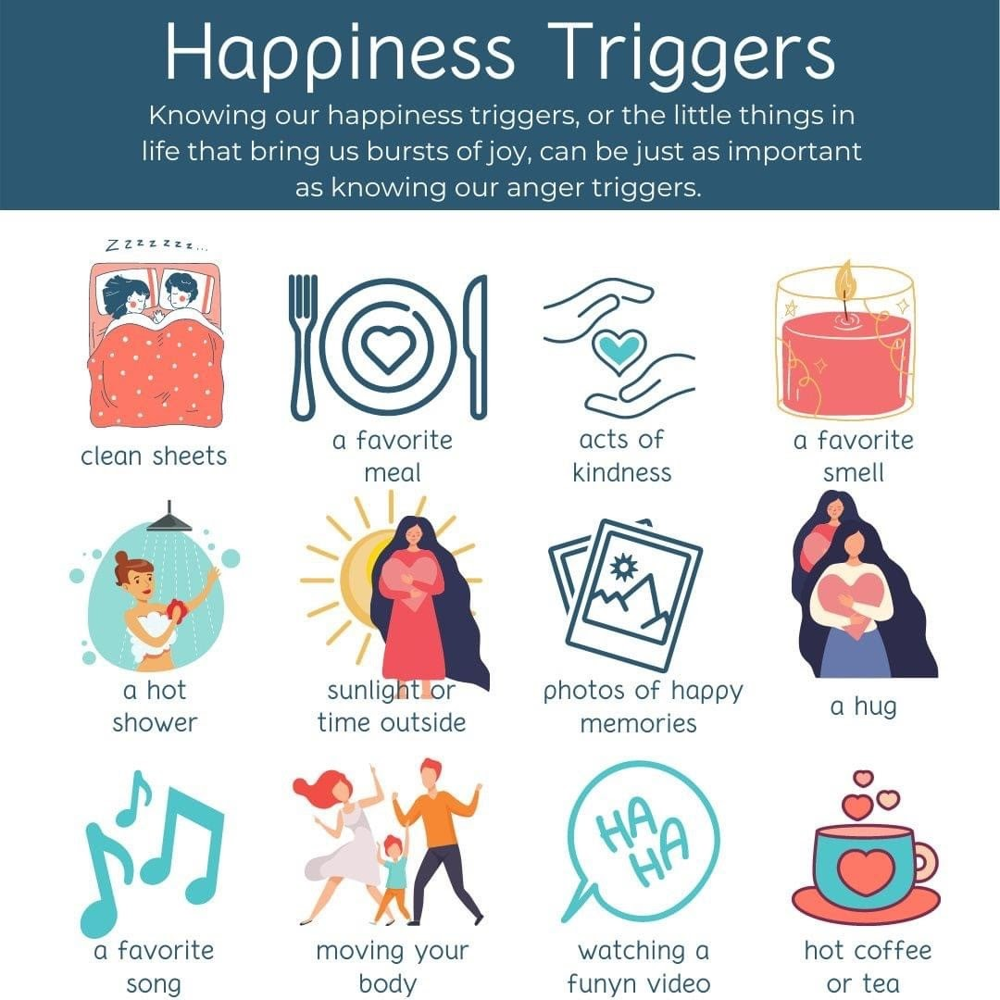 Happiness Triggers
Knowing our happiness triggers, or the little things in
life that bring us bursts of joy, can be just as important
as knowing our anger triggers.
Zzzzzzz...
clean sheets
a favorite
meal
acts of
kindness
a favorite
smell
a hot
shower
sunlight or
time outside
photos of happy
memories
a hug
a favorite
song
moving your
body
HA
HA
watching a
funyn video
hot coffee
or tea